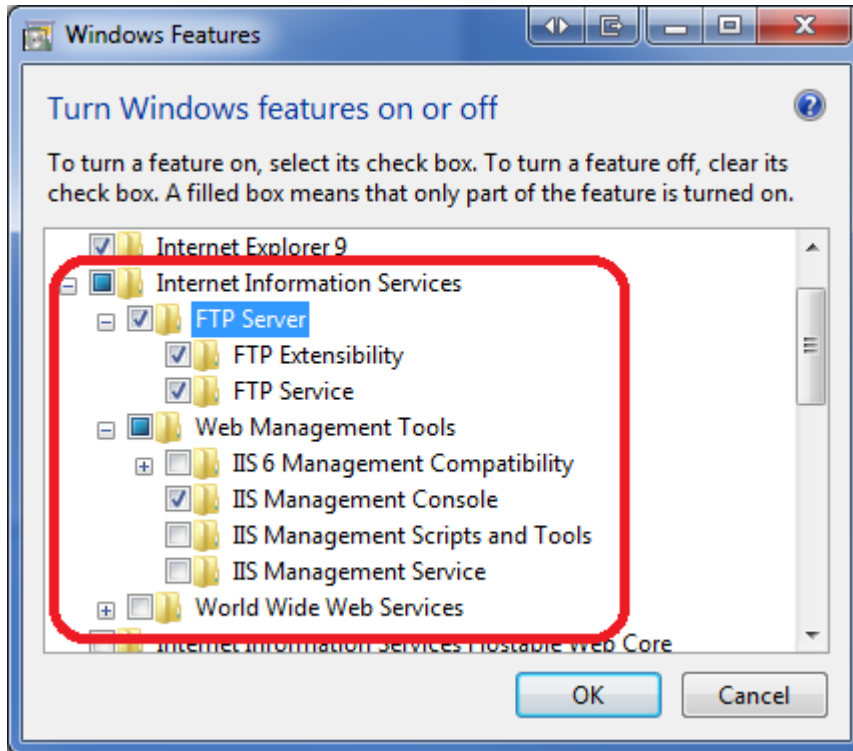 Windows Features
Turn Windows features on or off
To turn a feature on, select its check box. To turn a feature off, clear its
check box. A filled box means that only part of the feature is turned on.
Internet Explorer 9
Internet Information Services
FTP Server
FTP Extensibility
FTP Service
Web Management Tools
IIS 6 Management Compatibility
IIS Management Console
IIS Management Scripts and Tools
IIS Management Service
World Wide Web Services
Internet Information Services Hostable Web Core
OK Cancel